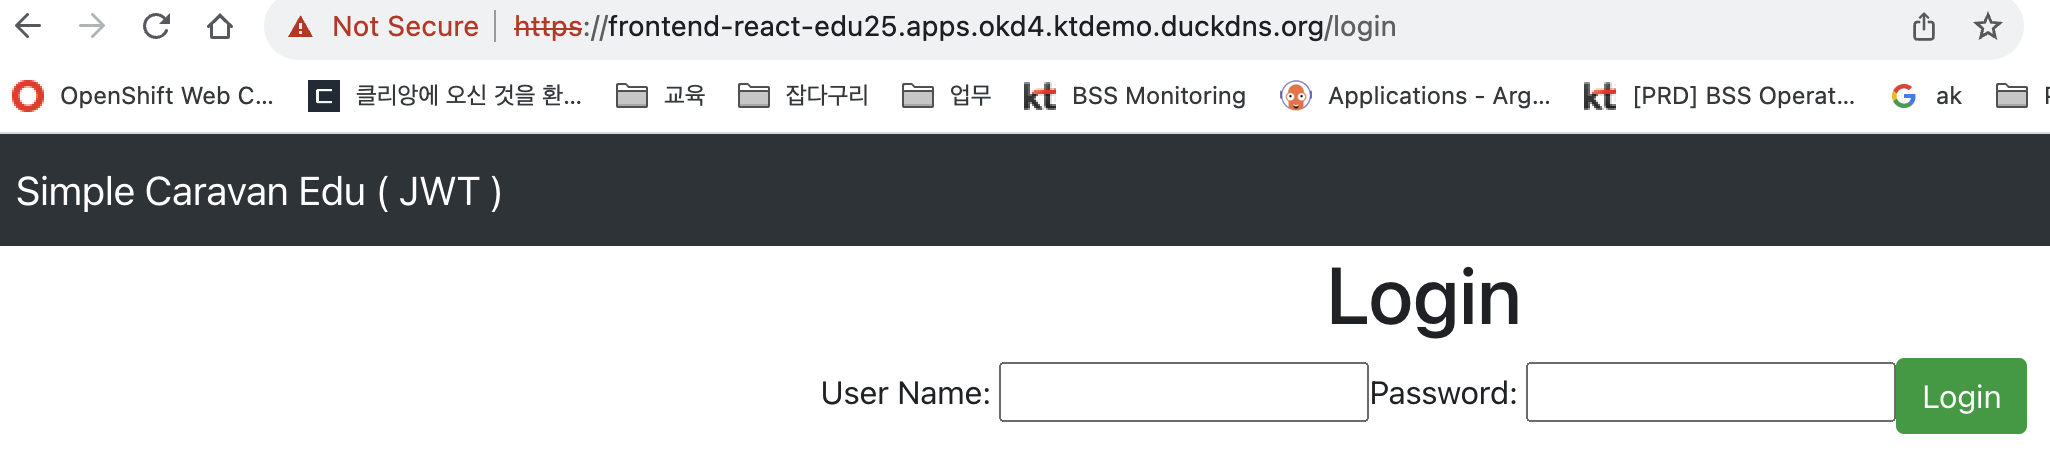 Not Secure | https://frontend-react-edu25.apps.okd4.ktdemo.duckdns.org/login
OpenShift Web C... 클리앙에 오신 것을 환... 교육 잡다구리 업무 kt BSS Monitoring Applications - Arg... kt [PRD] BSS Operat... G ak
Simple Caravan Edu ( JWT )
Login
User Name: Password: Login